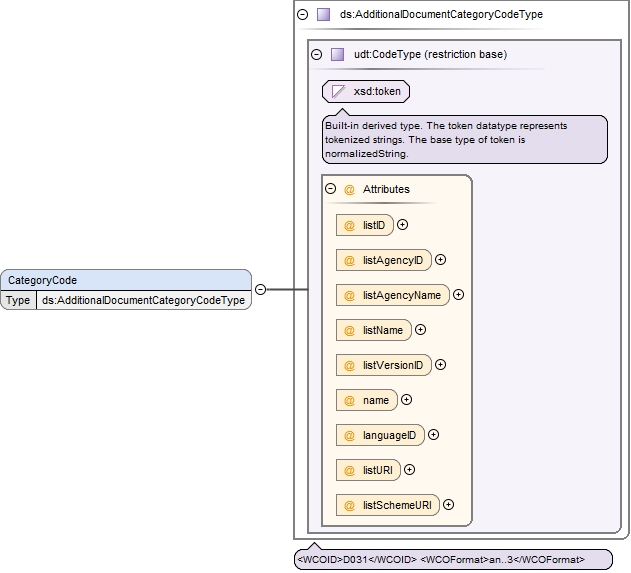 CategoryCode
Type ds:AdditionalDocumentCategoryCodeType
ds:AdditionalDocumentCategoryCodeType
udt:CodeType (restriction base)
xsd:token
Built-in derived type. The token datatype represents
tokenized strings. The base type of token is
normalizedString.
@ Attributes
@ listID
@ listAgencyID
@ listAgencyName
@ listName
@ listVersionID
@ name
@ languageID
@ listURI
@ listSchemeURI
<WCOID>D031</WCOID> <WCOFormat>an..3</WCOFormat>